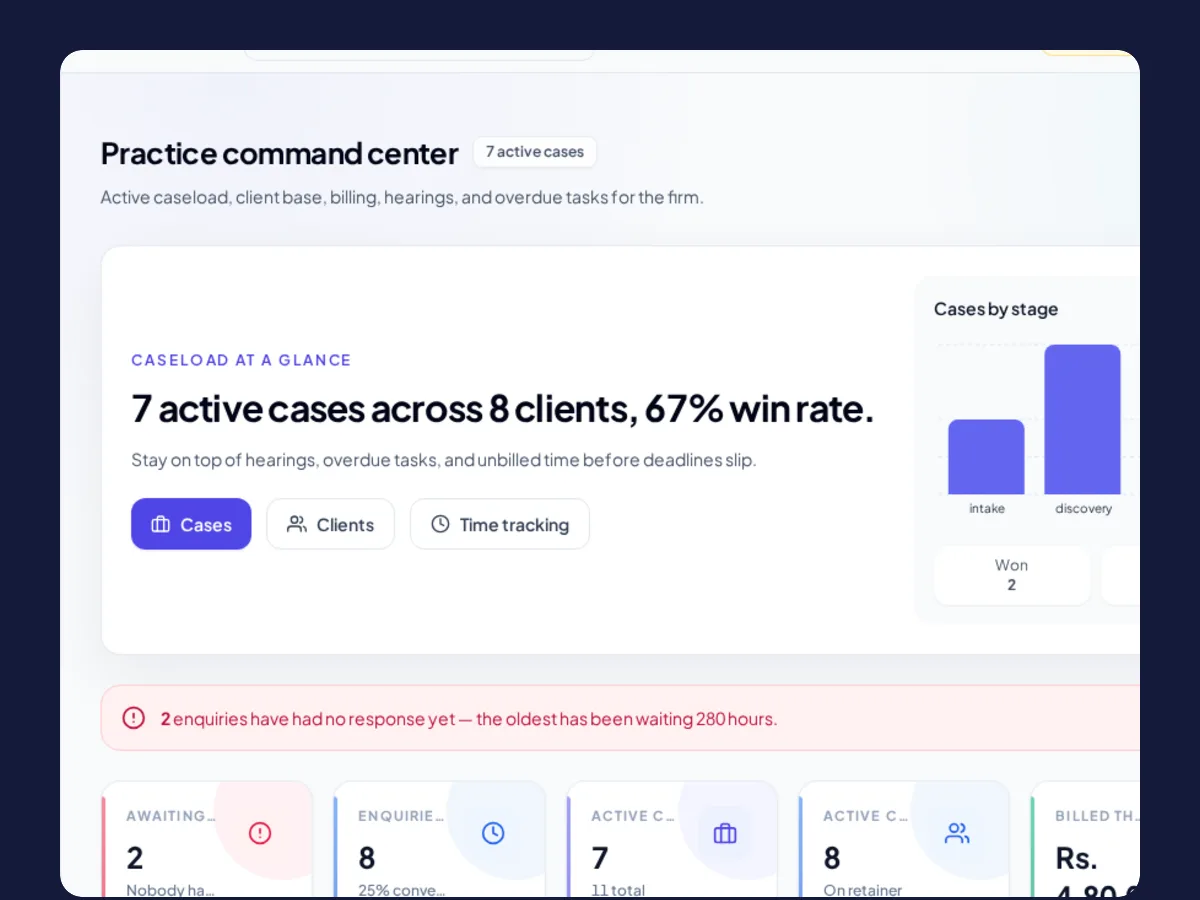 Practice command center
7 active cases
Active caseload, client base, billing, hearings, and overdue tasks for the firm.
CASELOAD AT A GLANCE
7 active cases across 8 clients, 67% win rate.
Stay on top of hearings, overdue tasks, and unbilled time before deadlines slip.
Cases
Clients
Time tracking
Cases by stage
intake
discovery
Won
2
2 enquiries have had no response yet — the oldest has been waiting 280 hours.
AWAITING…
2
Nobody ha…
ENQUIRIE…
8
25% conve…
ACTIVE C…
7
11 total
ACTIVE C…
8
On retainer
BILLED TH…
Rs.